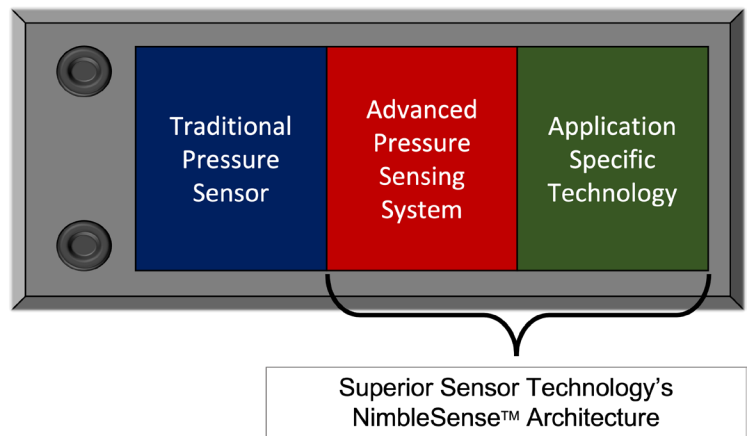 Traditional
Pressure
Sensor
Advanced
Pressure
Sensing
System
Application
Specific
Technology
Superior Sensor Technology's
NimbleSense™ Architecture